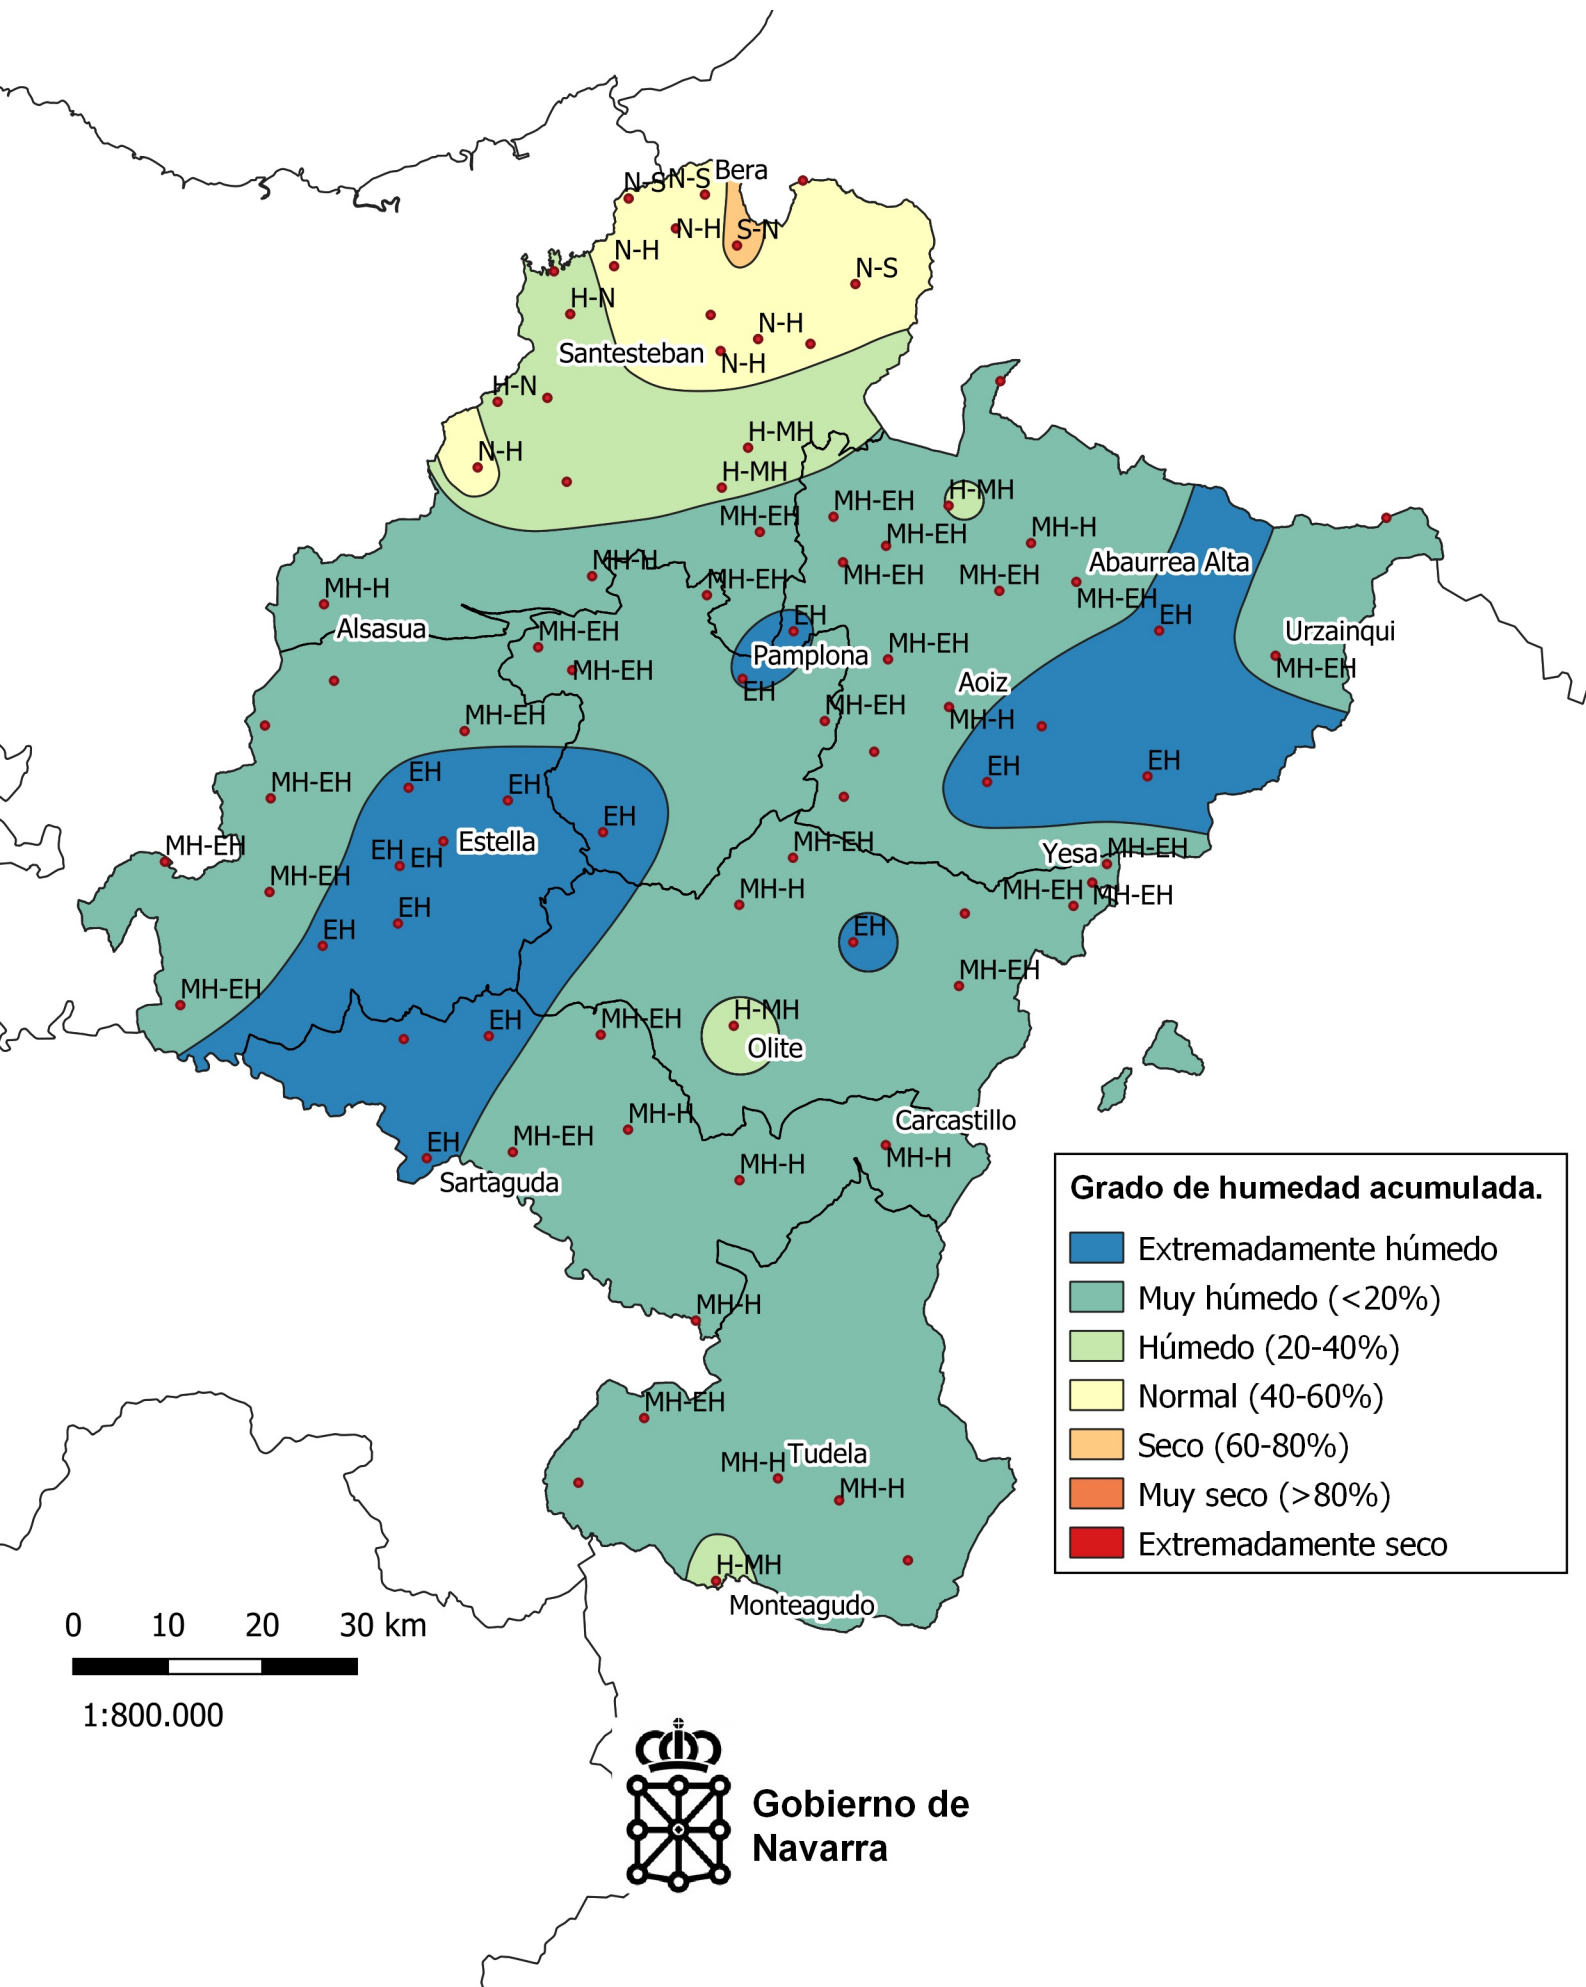 Bera
N-S
N-S
N-H
S-N
N-H
N-S
H-N
N-H
Santesteban
N-H
H-N
H-MH
N-H
H-MH
H-MH
MH-EH
MH-EH
MH-EH
MH-H
MH-H
Abaurrea Alta
MH-EH
MH-EH
MH-EH
MH-H
MH-EH
MH-EH
EH
EH
Alsasua
MH-EH
Urzainqui
Pamplona
MH-EH
MH-EH
MH-EH
Aoiz
EH
MH-EH
MH-H
MH-EH
EH
EH
EH
MH-EH
EH
EH
MH-EH
Estella
MH-EH
EH
EH
Yesa
MH-EH
MH-EH
MH-H
MH-EH
MH-EH
EH
EH
EH
MH-EH
MH-EH
H-MH
EH
MH-EH
Olite
MH-H
Carcastillo
EH
MH-EH
MH-H
MH-H
Sartaguda
MH-H
MH-EH
Tudela
MH-H
MH-H
H-MH
Monteagudo
Grado de humedad acumulada.
Extremadamente húmedo
Muy húmedo (<20%)
Húmedo (20-40%)
Normal (40-60%)
Seco (60-80%)
Muy seco (>80%)
Extremadamente seco
0 10 20 30 km
1:800.000
Gobierno de
Navarra